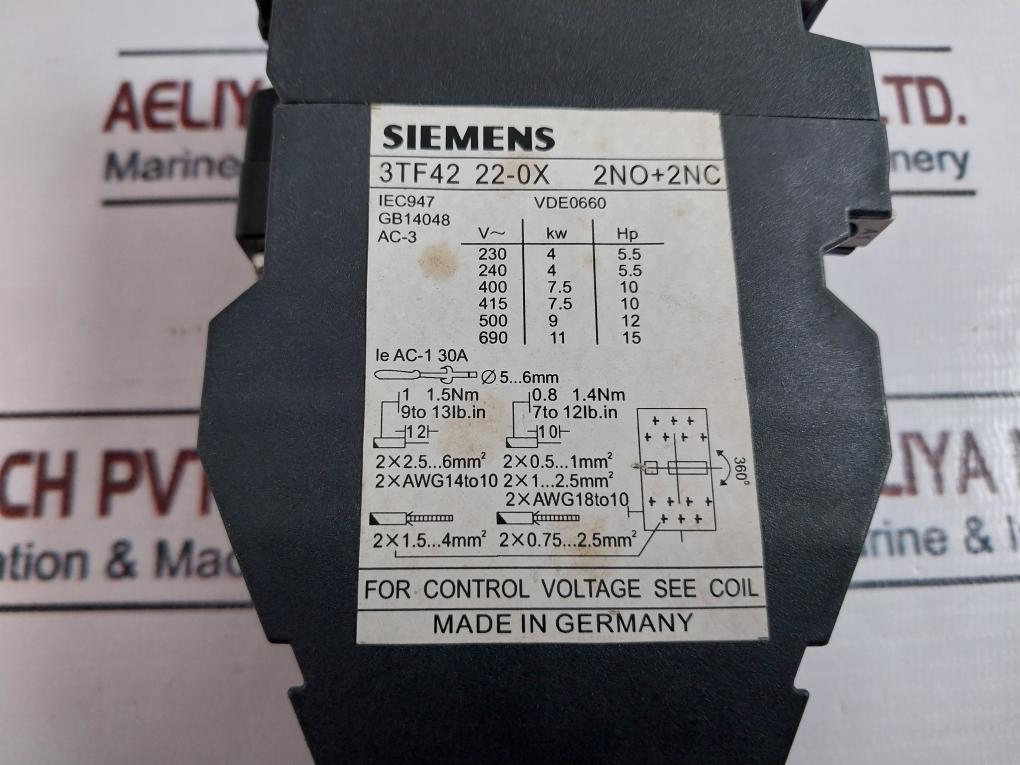 AELIY LTD.
Marine nery
SIEMENS
3TF42 22-0X 2NO+2NC
IEC947 VDE0660
GB14048
AC-3
V~ kw Hp
230 4 5.5
240 4 5.5
400 7.5 10
415 7.5 10
500 9 12
690 11 15
Ie AC-1 30A
Ø 5...6mm
1 1.5Nm 0.8 1.4Nm
9to 13lb.in 7to 12lb.in
12 10
2×2.5...6mm² 2×0.5...1mm²
2×AWG14to10 2×1...2.5mm²
2×AWG18to10
360°
2×1.5...4mm² 2×0.75...2.5mm²
FOR CONTROL VOLTAGE SEE COIL
MADE IN GERMANY
CH PVT LIYA M
ation & Mac rine & I